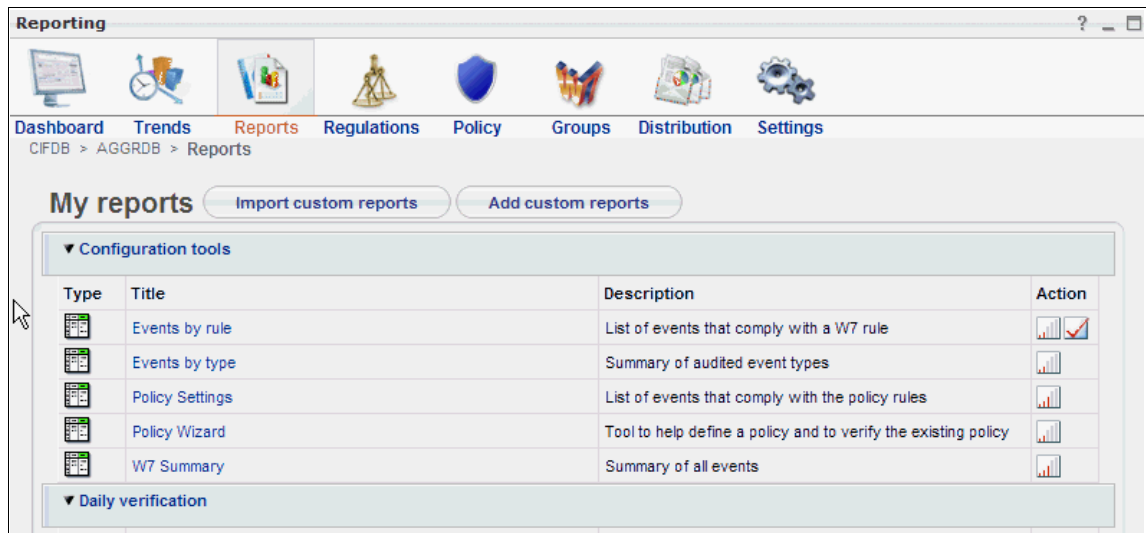 Reporting ?
Dashboard Trends Reports Regulations Policy Groups Distribution Settings
CIFDB > AGGRDB > Reports
My reports Import custom reports Add custom reports
Configuration tools
Type Title Description Action
Events by rule List of events that comply with a W7 rule
Events by type Summary of audited event types
Policy Settings List of events that comply with the policy rules
Policy Wizard Tool to help define a policy and to verify the existing policy
W7 Summary Summary of all events
Daily verification